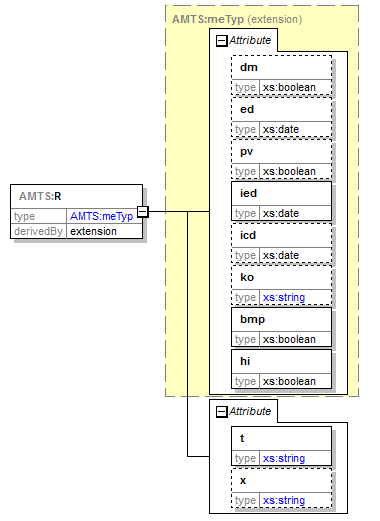 AMTS:meTyp (extension)
Attribute
dm
type xs:boolean
ed
type xs:date
pv
type xs:boolean
ied
type xs:date
icd
type xs:date
ko
type xs:string
bmp
type xs:boolean
hi
type xs:boolean
AMTS:R
type AMTS:meTyp
derivedBy extension
Attribute
t
type xs:string
x
type xs:string